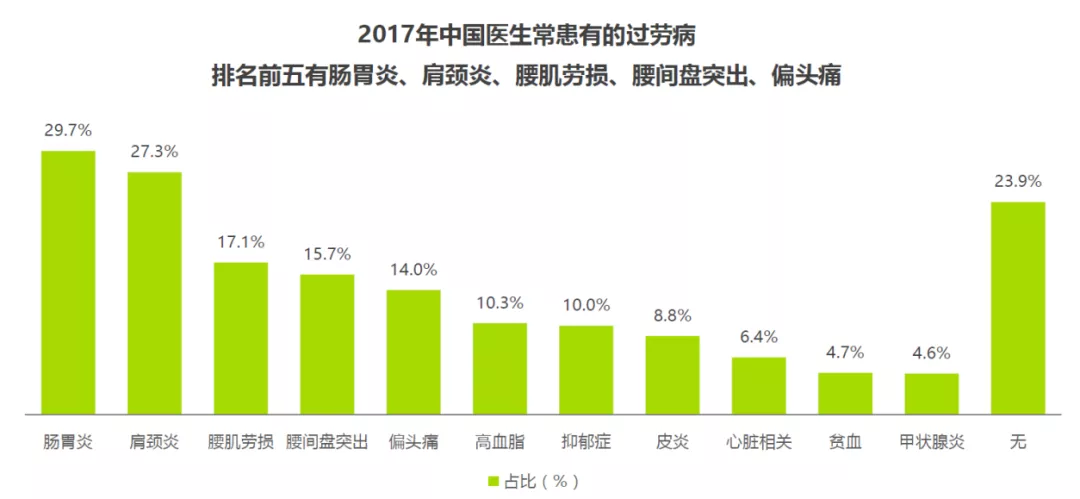 2017年中国医生常患有的过劳病
排名前五有肠胃炎、肩颈炎、腰肌劳损、腰间盘突出、偏头痛
29.7%
27.3%
17.1%
15.7%
14.0%
10.3%
10.0%
8.8%
6.4%
4.7%
4.6%
23.9%
肠胃炎
肩颈炎
腰肌劳损
腰间盘突出
偏头痛
高血脂
抑郁症
皮炎
心脏相关
贫血
甲状腺炎
无
占比（%）